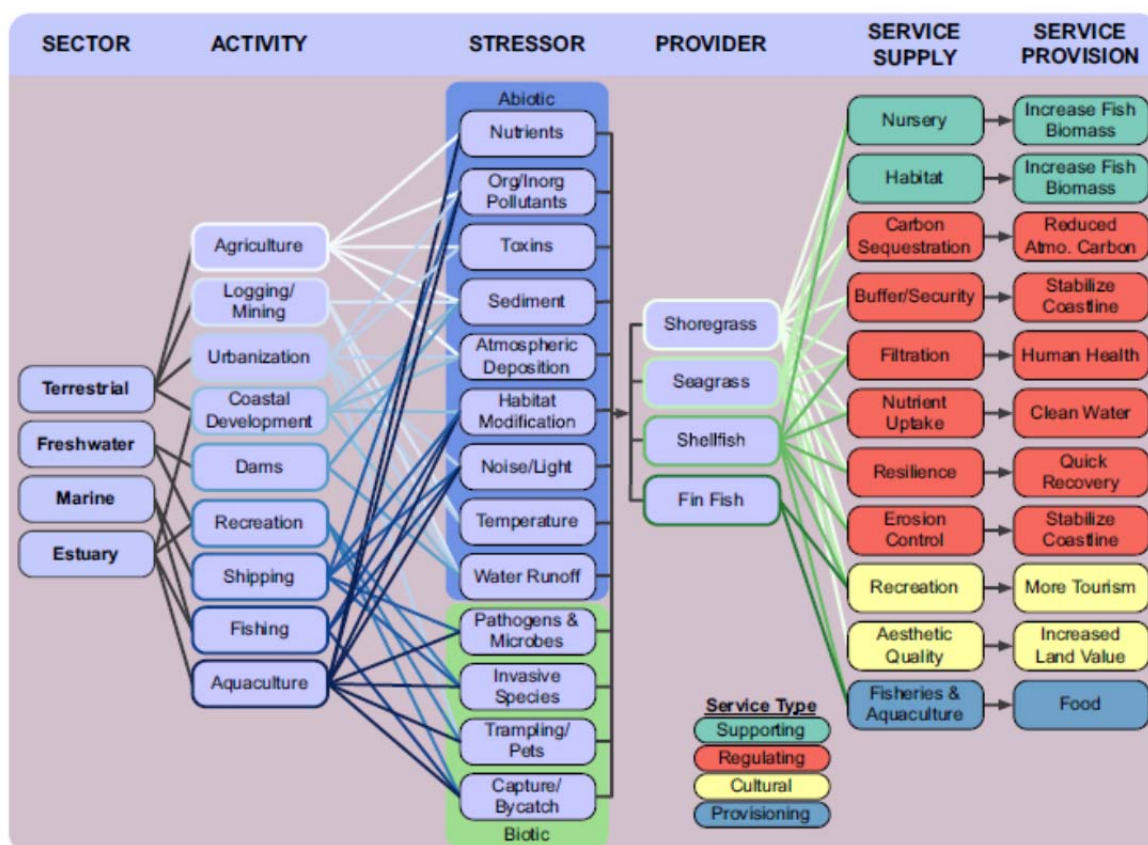 SECTOR
ACTIVITY
STRESSOR
PROVIDER
SERVICE
SUPPLY
SERVICE
PROVISION
Terrestrial
Freshwater
Marine
Estuary
Agriculture
Logging/
Mining
Urbanization
Coastal
Development
Dams
Recreation
Shipping
Fishing
Aquaculture
Abiotic
Nutrients
Org/Inorg
Pollutants
Toxins
Sediment
Atmospheric
Deposition
Habitat
Modification
Noise/Light
Temperature
Water Runoff
Pathogens &
Microbes
Invasive
Species
Trampling/
Pets
Capture/
Bycatch
Biotic
Shoregrass
Seagrass
Shellfish
Fin Fish
Nursery
Habitat
Carbon
Sequestration
Buffer/Security
Filtration
Nutrient
Uptake
Resilience
Erosion
Control
Recreation
Aesthetic
Quality
Fisheries &
Aquaculture
Increase Fish
Biomass
Increase Fish
Biomass
Reduced
Atmo. Carbon
Stabilize
Coastline
Human Health
Clean Water
Quick
Recovery
Stabilize
Coastline
More Tourism
Increased
Land Value
Food
Service Type
Supporting
Regulating
Cultural
Provisioning